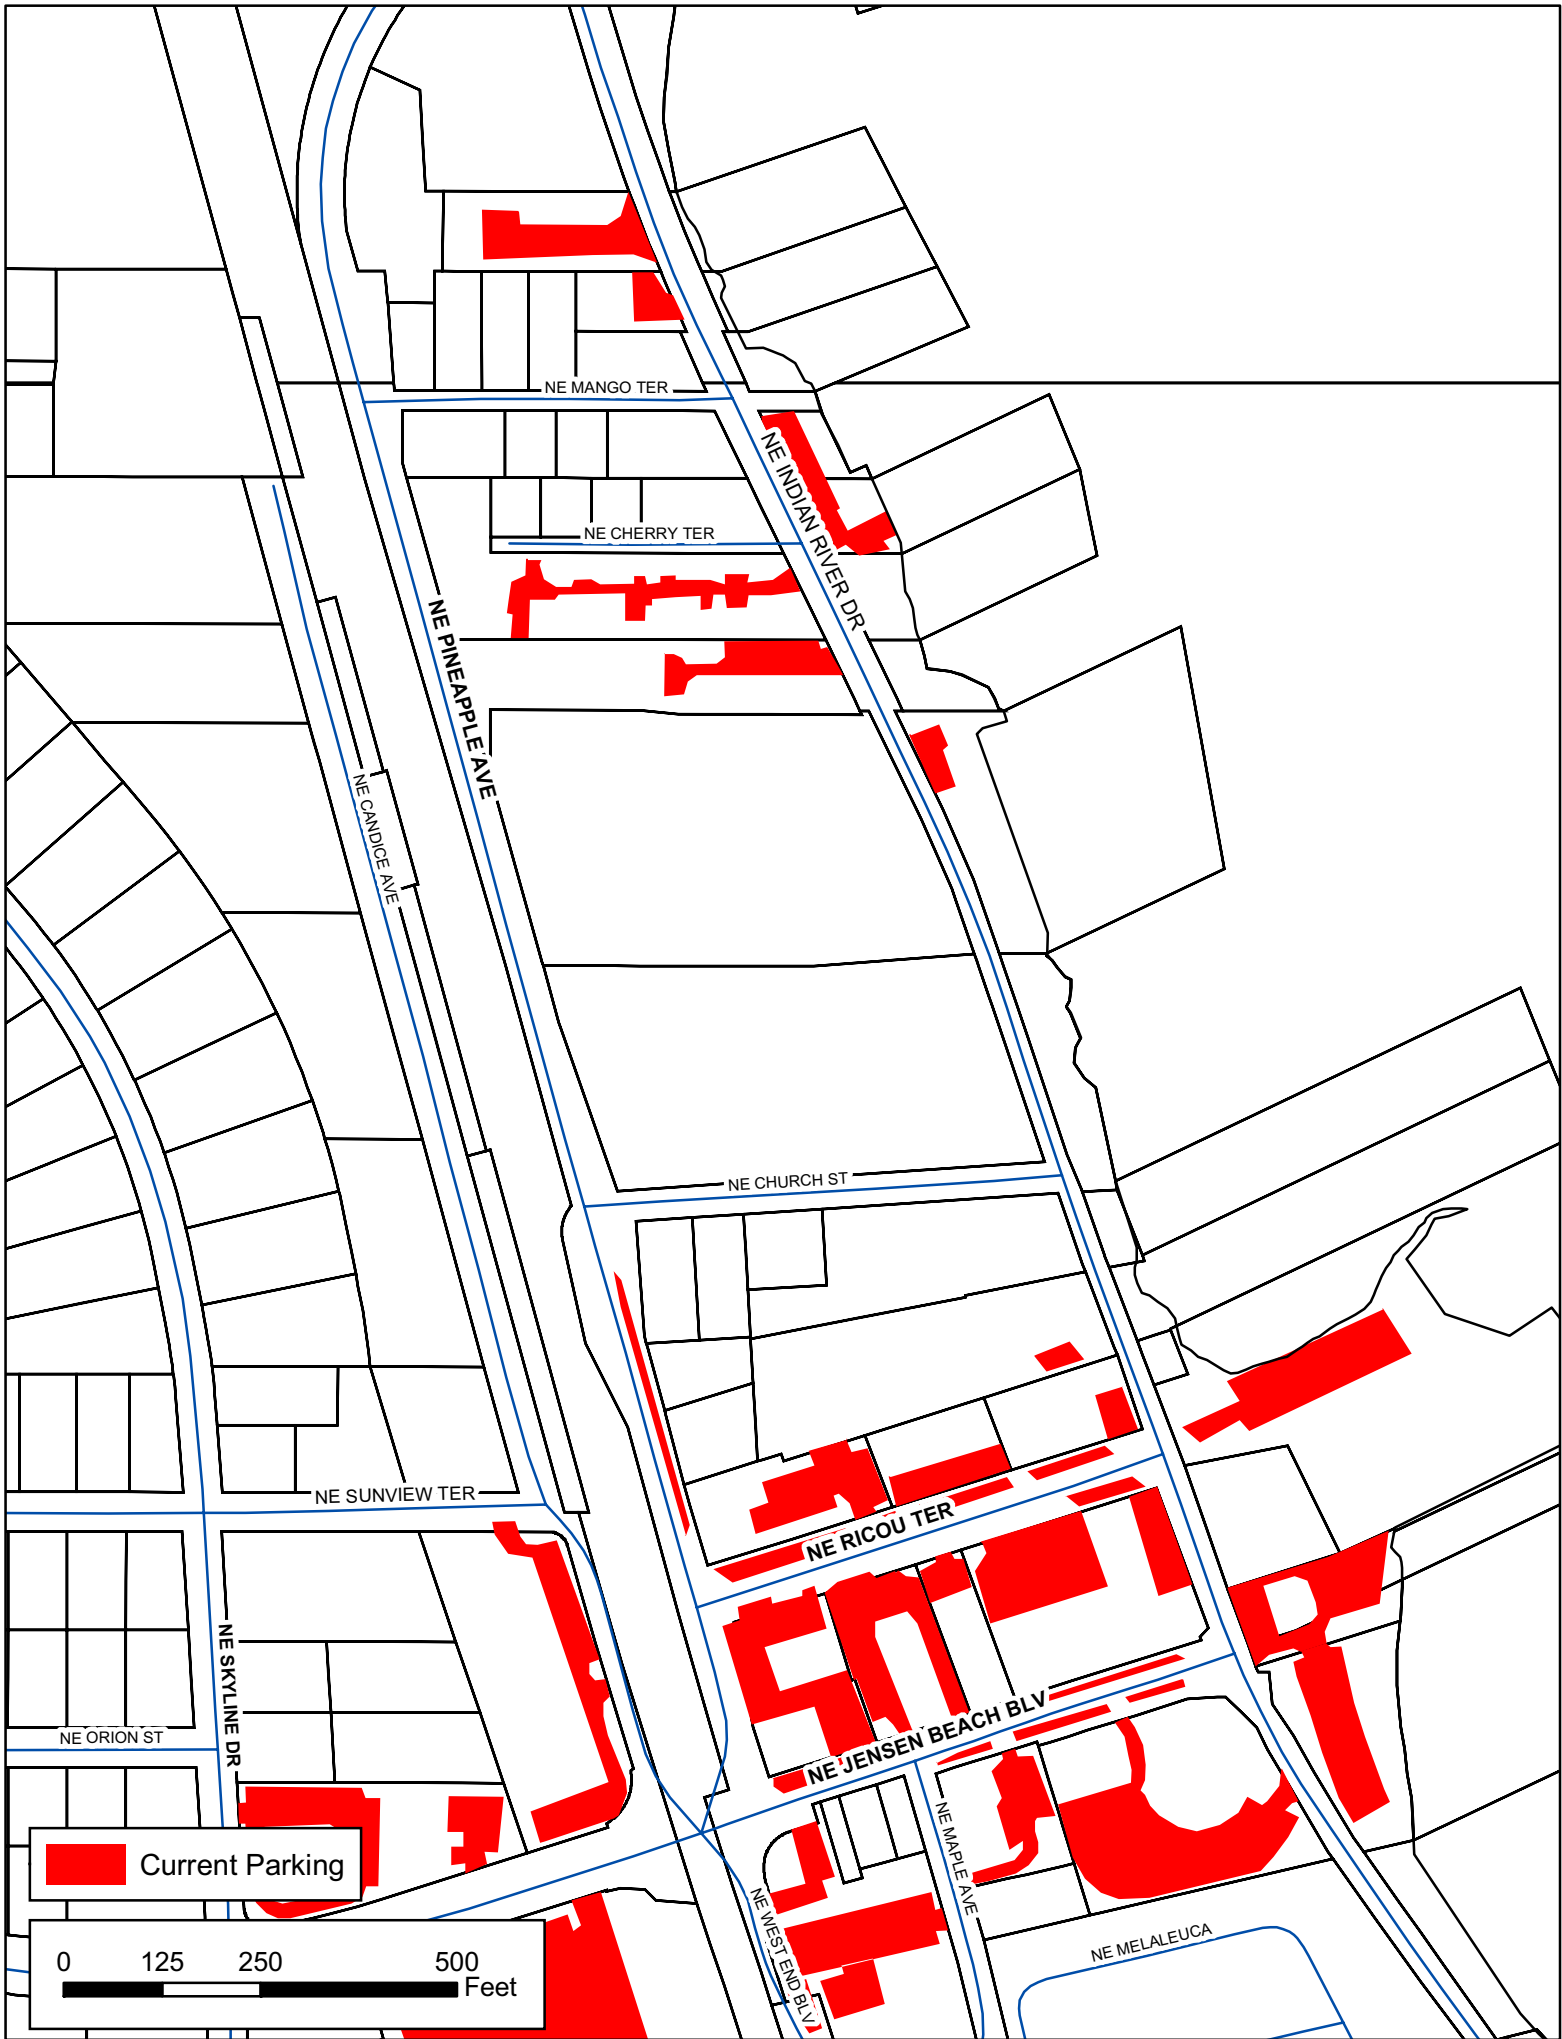 NE MANGO TER
NE INDIAN RIVER DR
NE CHERRY TER
NE PINEAPPLE AVE
NE CANDICE AVE
NE CHURCH ST
NE SUNVIEW TER
NE RICOU TER
NE SKYLINE DR
NE ORION ST
NE JENSEN BEACH BLV
NE MAPLE AVE
NE WEST END BLV
NE MELALEUCA
Current Parking
0 125 250 500
Feet